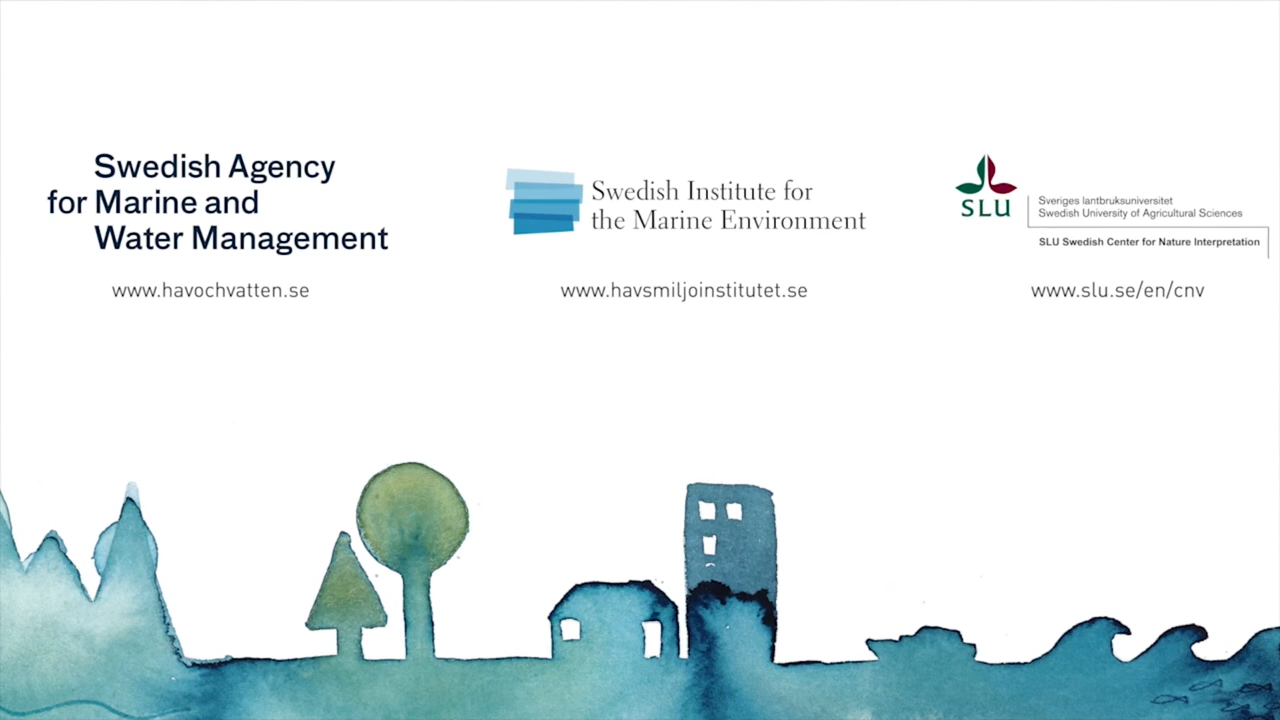 Swedish Agency
for Marine and
Water Management
www.havochvatten.se
Swedish Institute for
the Marine Environment
www.havsmiljoinstitutet.se
SLU
Sveriges lantbruksuniversitet
Swedish University of Agricultural Sciences
SLU Swedish Center for Nature Interpretation
www.slu.se/en/cnv